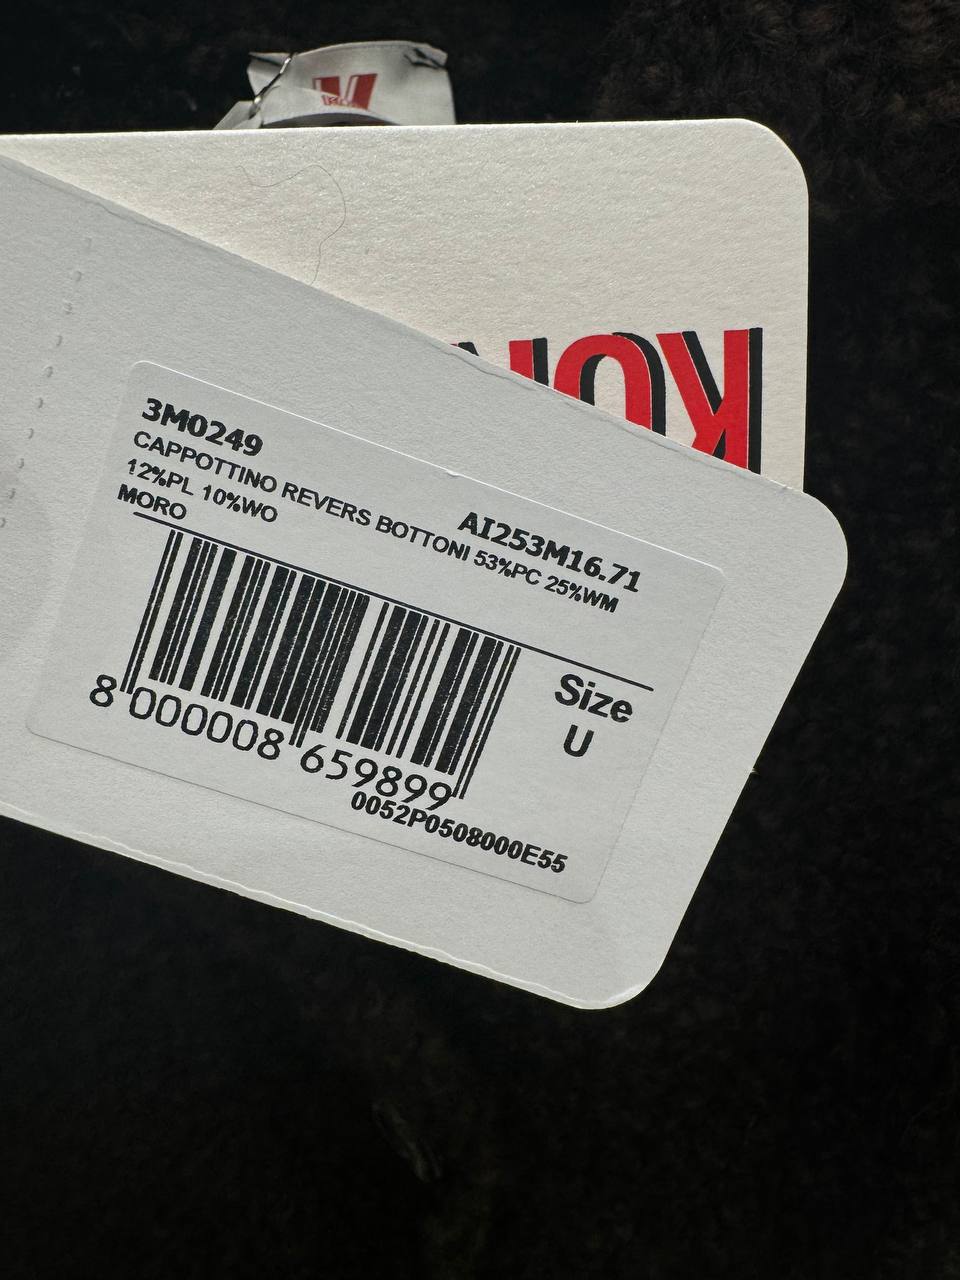 KON
3M0249
AI253M16.71
CAPPOTTINO REVERS BOTTONI 53%PC 25%WM
12%PL 10%WO
MORO
Size
U
8 000008 659899
0052P0508000E55